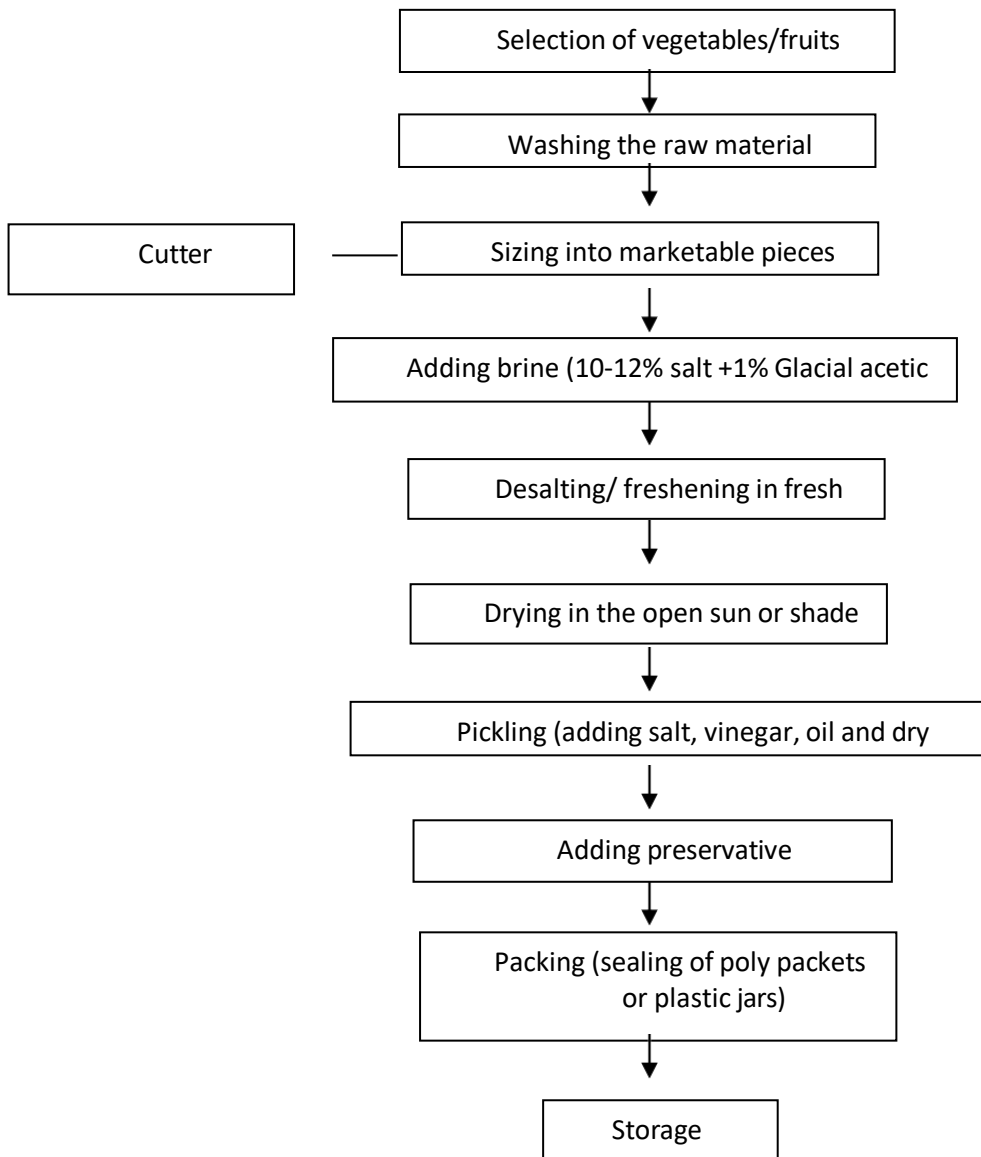 Selection of vegetables/fruits
Washing the raw material
Cutter
Sizing into marketable pieces
Adding brine (10-12% salt +1% Glacial acetic
Desalting/ freshening in fresh
Drying in the open sun or shade
Pickling (adding salt, vinegar, oil and dry
Adding preservative
Packing (sealing of poly packets
or plastic jars)
Storage